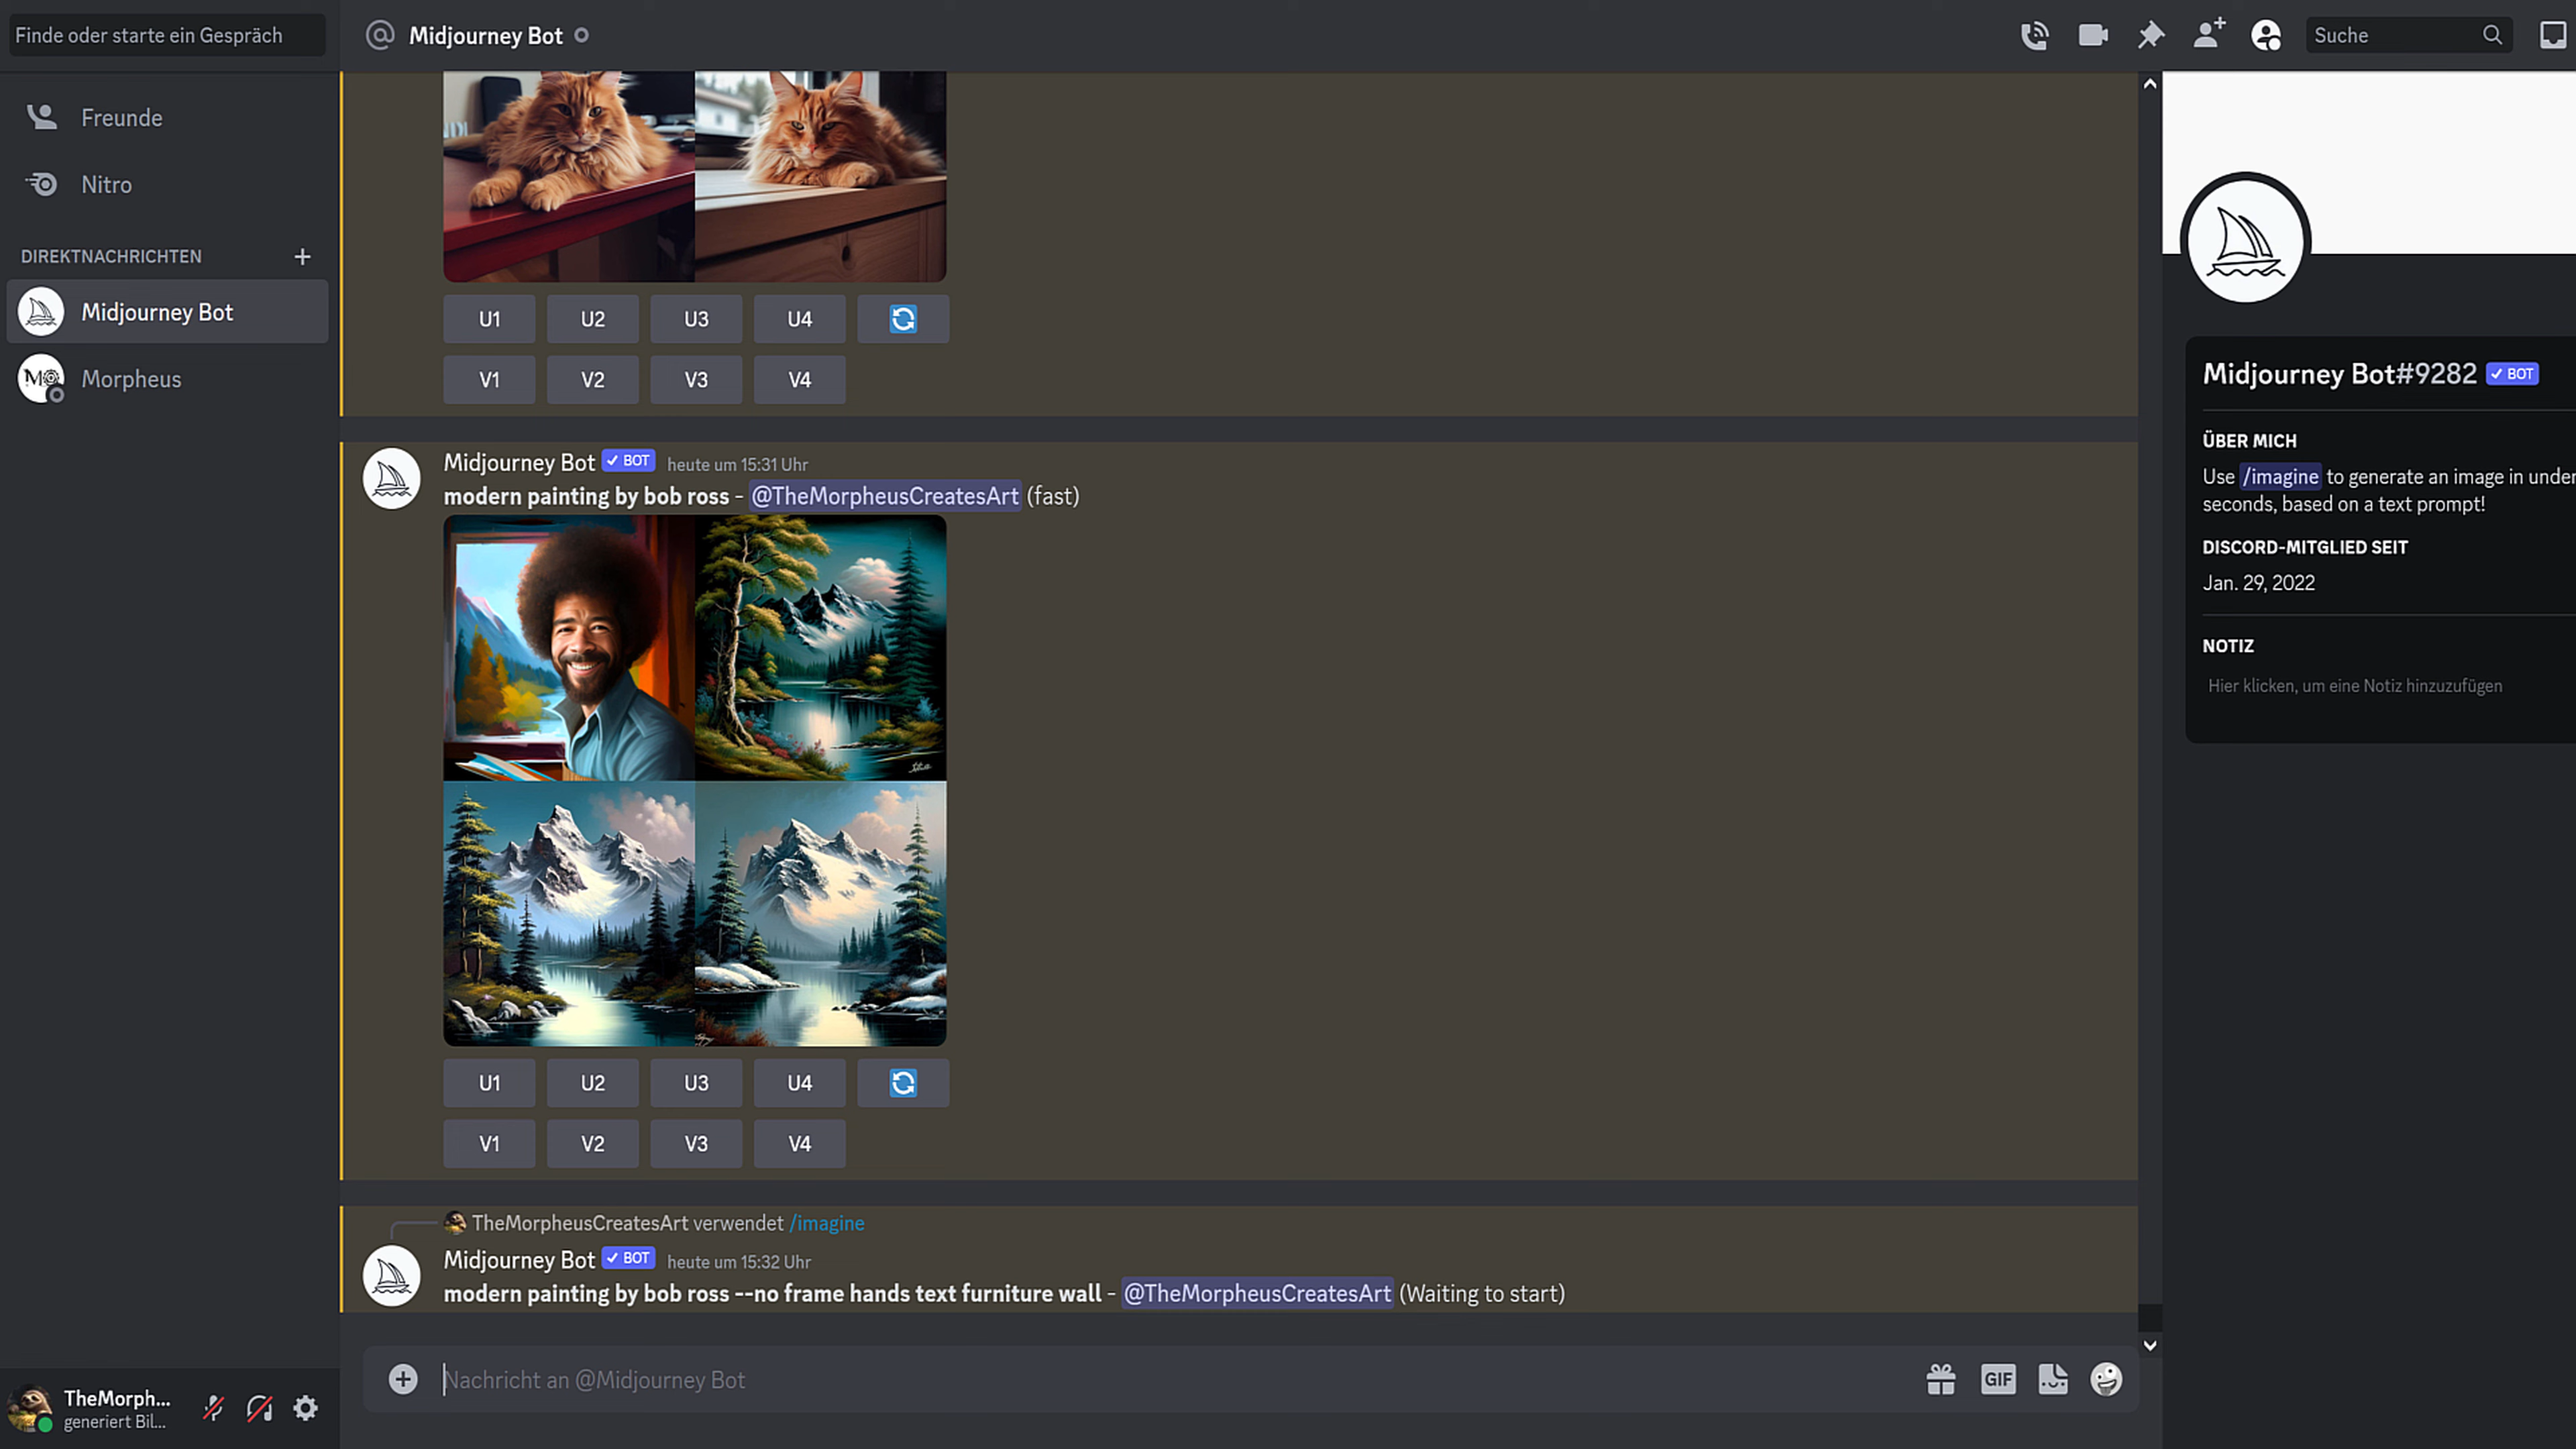 Finde oder starte ein Gespräch
Midjourney Bot
Suche
Freunde
Nitro
DIREKTNACHRICHTEN
Midjourney Bot
Morpheus
U1 U2 U3 U4
V1 V2 V3 V4
Midjourney Bot BOT heute um 15:31 Uhr
modern painting by bob ross - @TheMorpheusCreatesArt (fast)
U1 U2 U3 U4
V1 V2 V3 V4
TheMorpheusCreatesArt verwendet /imagine
Midjourney Bot BOT heute um 15:32 Uhr
modern painting by bob ross --no frame hands text furniture wall - @TheMorpheusCreatesArt (Waiting to start)
Nachricht an @Midjourney Bot
GIF
TheMorph...
generiert Bil...
Midjourney Bot#9282 BOT
ÜBER MICH
Use /imagine to generate an image in under
seconds, based on a text prompt!
DISCORD-MITGLIED SEIT
Jan. 29, 2022
NOTIZ
Hier klicken, um eine Notiz hinzuzufügen